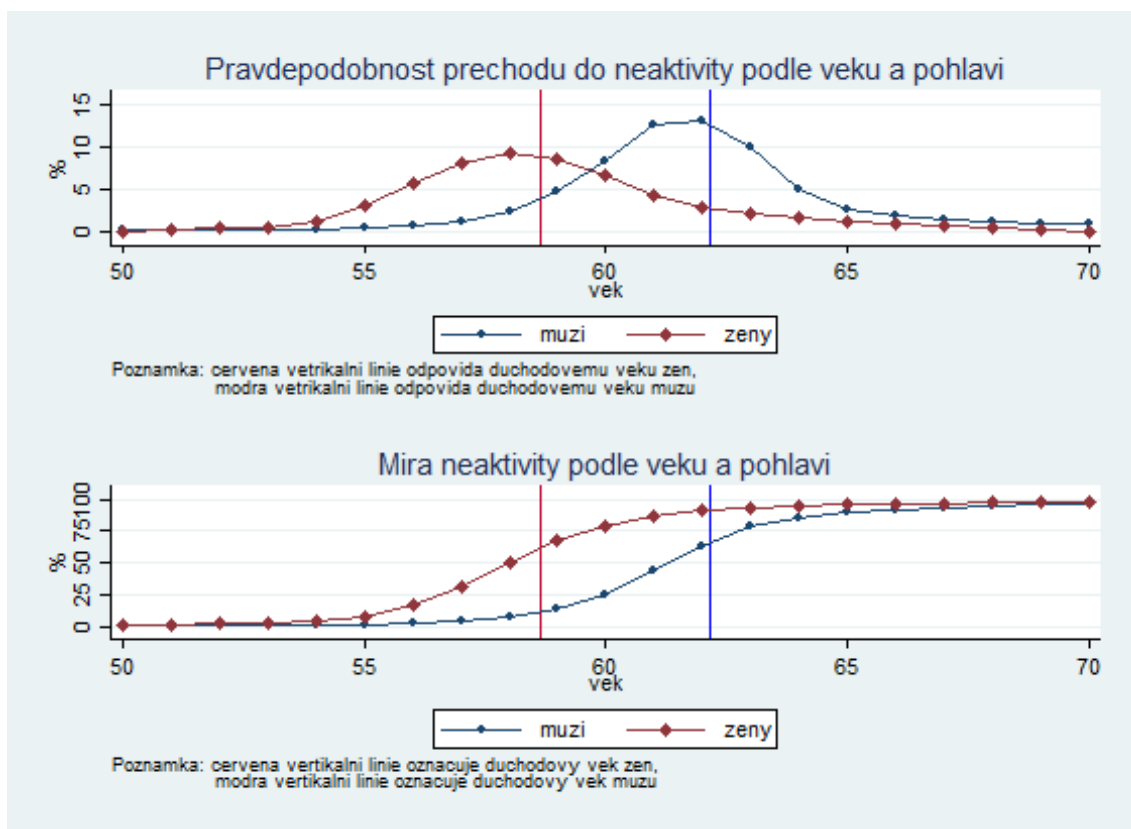 Pravdepodobnost prechodu do neaktivity podle veku a pohlavi
15
10
5
0
%
50 55 60 65 70
vek
muzi zeny
Poznamka: cervena vetrikalni linie odpovida duchodovemu veku zen,
modra vetrikalni linie odpovida duchodovemu veku muzu
Mira neaktivity podle veku a pohlavi
100
75
50
25
0
%
50 55 60 65 70
vek
muzi zeny
Poznamka: cervena vertikalni linie oznacuje duchodovy vek zen,
modra vertikalni linie oznacuje duchodovy vek muzu